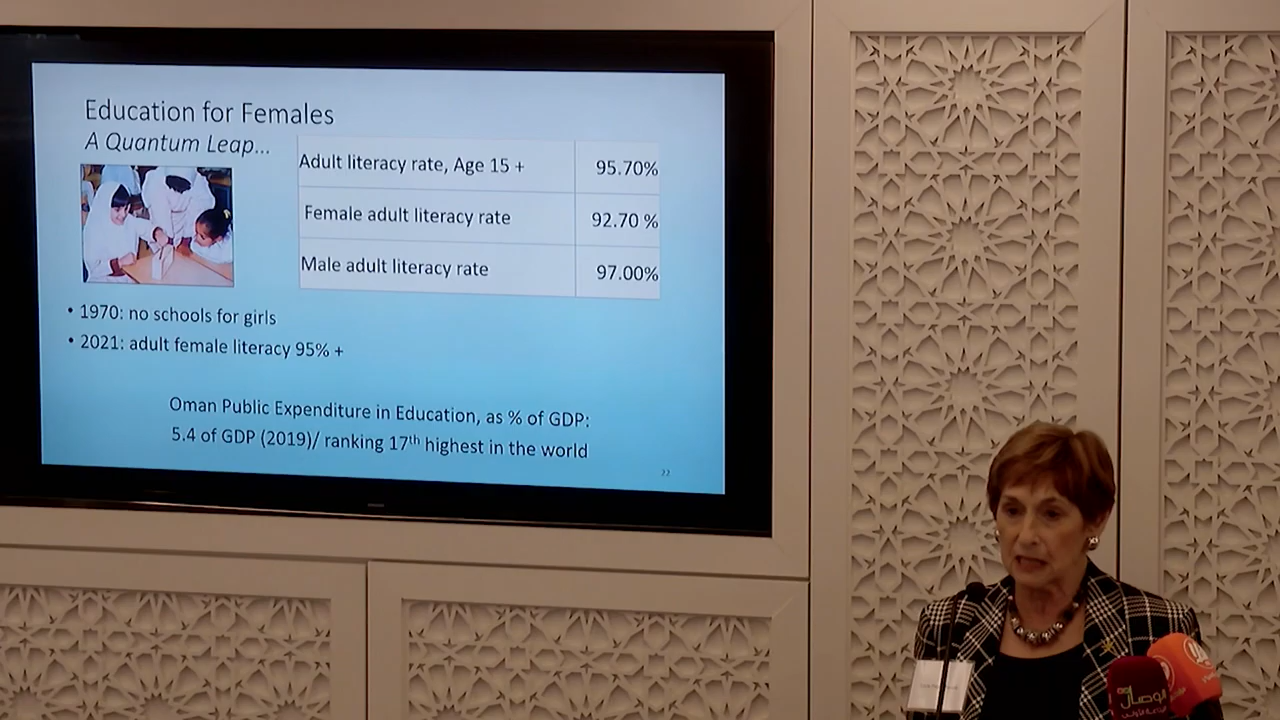 Education for Females
A Quantum Leap...
Adult literacy rate, Age 15 + 95.70%
Female adult literacy rate 92.70 %
Male adult literacy rate 97.00%
• 1970: no schools for girls
• 2021: adult female literacy 95% +
Oman Public Expenditure in Education, as % of GDP:
5.4 of GDP (2019)/ ranking 17th highest in the world
22
الوصال